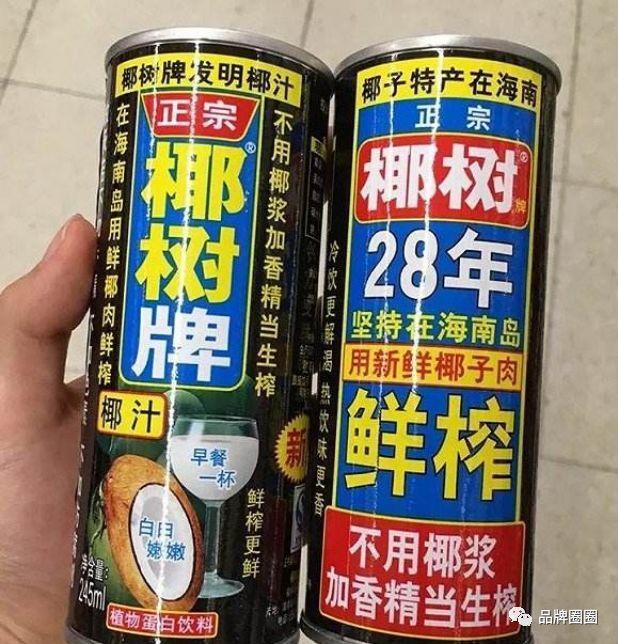 椰树牌发明椰汁
正宗
椰树牌
®
在海南岛用鲜椰肉鲜榨
不用椰浆加香精当生榨
椰汁
早餐
一杯
白白
嫩嫩
鲜榨更鲜
净含量:
245ml
植物蛋白饮料
冷饮更解渴 热饮味更香
椰子特产在海南
正宗
椰树牌
28年
坚持在海南岛
用新鲜椰子肉
鲜榨
不用椰浆
加香精当生榨
品牌圈圈